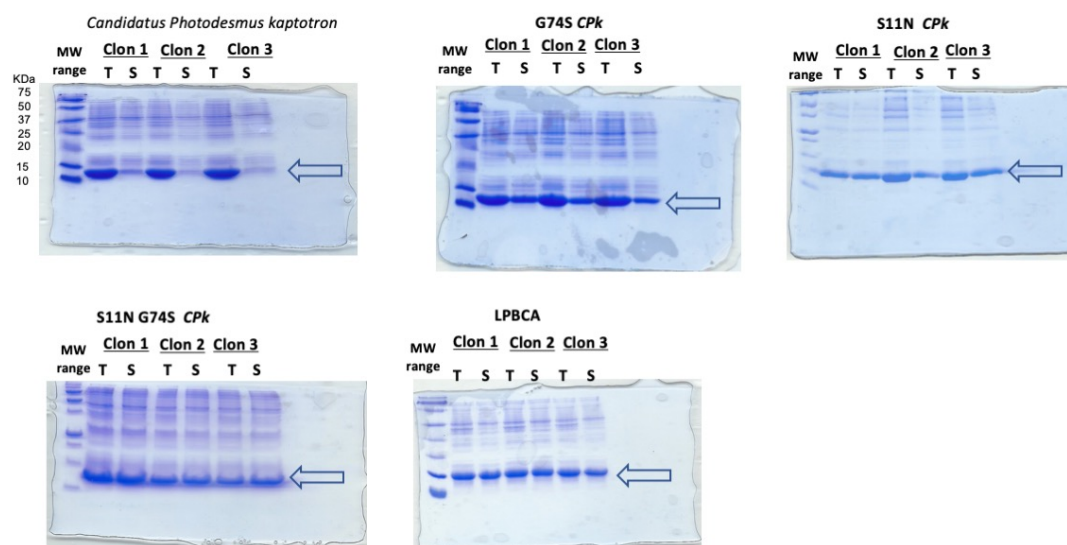 Candidatus Photodesmus kaptotron
MW
range
Clon 1 Clon 2 Clon 3
T S T S T S
KDa
75
50
37
25
20
15
10
G74S CPk
MW
range
Clon 1 Clon 2 Clon 3
T S T S T S
S11N CPk
MW
range
Clon 1 Clon 2 Clon 3
T S T S T S
S11N G74S CPk
MW
range
Clon 1 Clon 2 Clon 3
T S T S T S
LPBCA
MW
range
Clon 1 Clon 2 Clon 3
T S T S T S